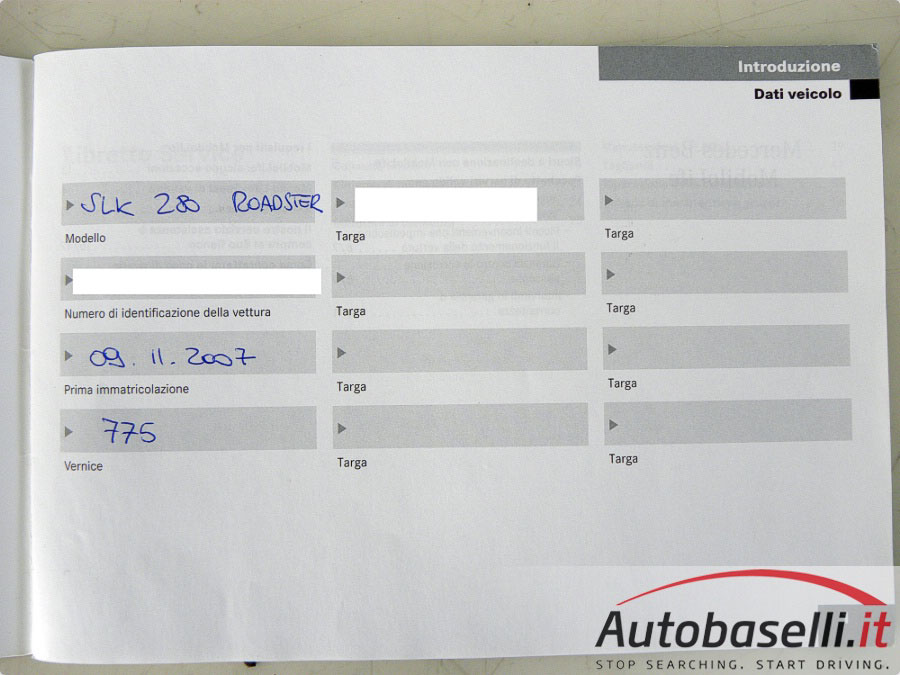 Introduzione
Dati veicolo
SLK 280 ROADSTER
Modello
Targa
Targa
Numero di identificazione della vettura
Targa
Targa
09.11.2007
Prima immatricolazione
Targa
Targa
775
Vernice
Targa
Targa
Autobaselli.it
STOP SEARCHING. START DRIVING.